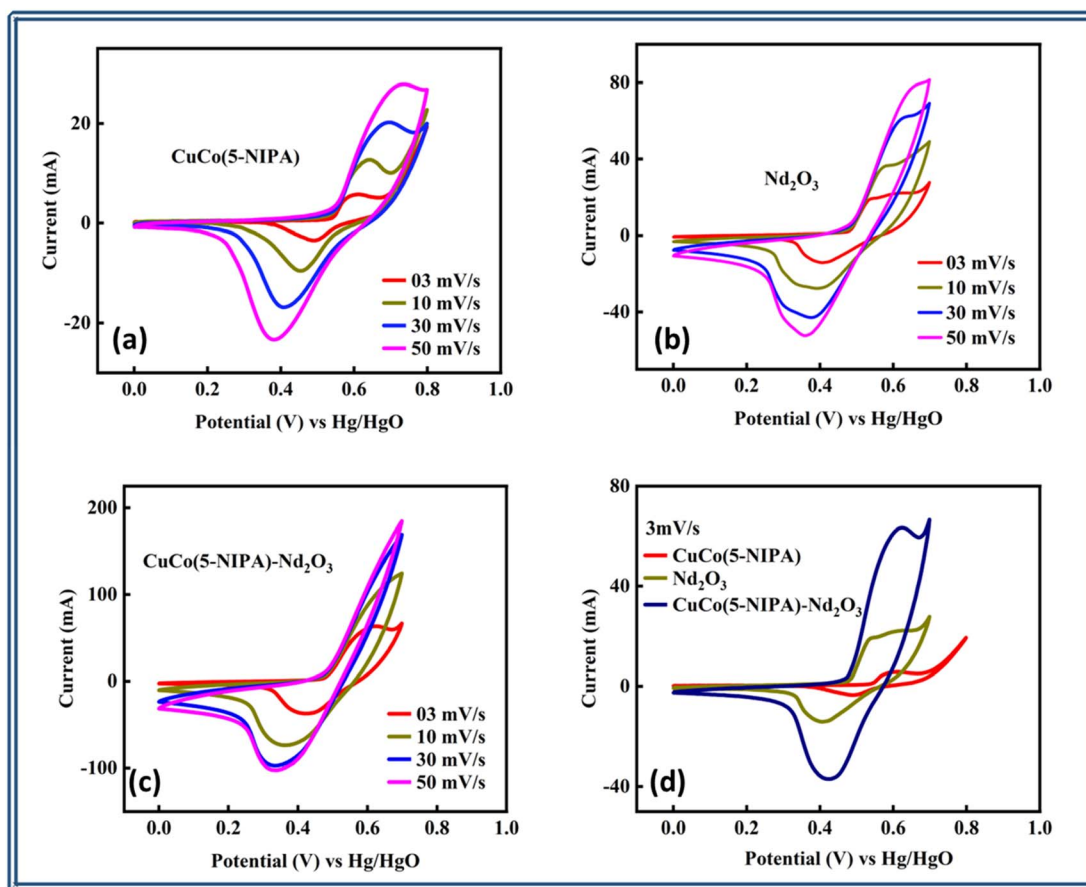 20
0
-20
Current (mA)
CuCo(5-NIPA)
03 mV/s
10 mV/s
30 mV/s
50 mV/s
(a)
0.0 0.2 0.4 0.6 0.8 1.0
Potential (V) vs Hg/HgO
80
40
0
-40
Current (mA)
Nd₂O₃
03 mV/s
10 mV/s
30 mV/s
50 mV/s
(b)
0.0 0.2 0.4 0.6 0.8 1.0
Potential (V) vs Hg/HgO
200
100
0
-100
Current (mA)
CuCo(5-NIPA)-Nd₂O₃
03 mV/s
10 mV/s
30 mV/s
50 mV/s
(c)
0.0 0.2 0.4 0.6 0.8 1.0
Potential (V) vs Hg/HgO
80
40
0
-40
Current (mA)
3mV/s
CuCo(5-NIPA)
Nd₂O₃
CuCo(5-NIPA)-Nd₂O₃
(d)
0.0 0.2 0.4 0.6 0.8 1.0
Potential (V) vs Hg/HgO